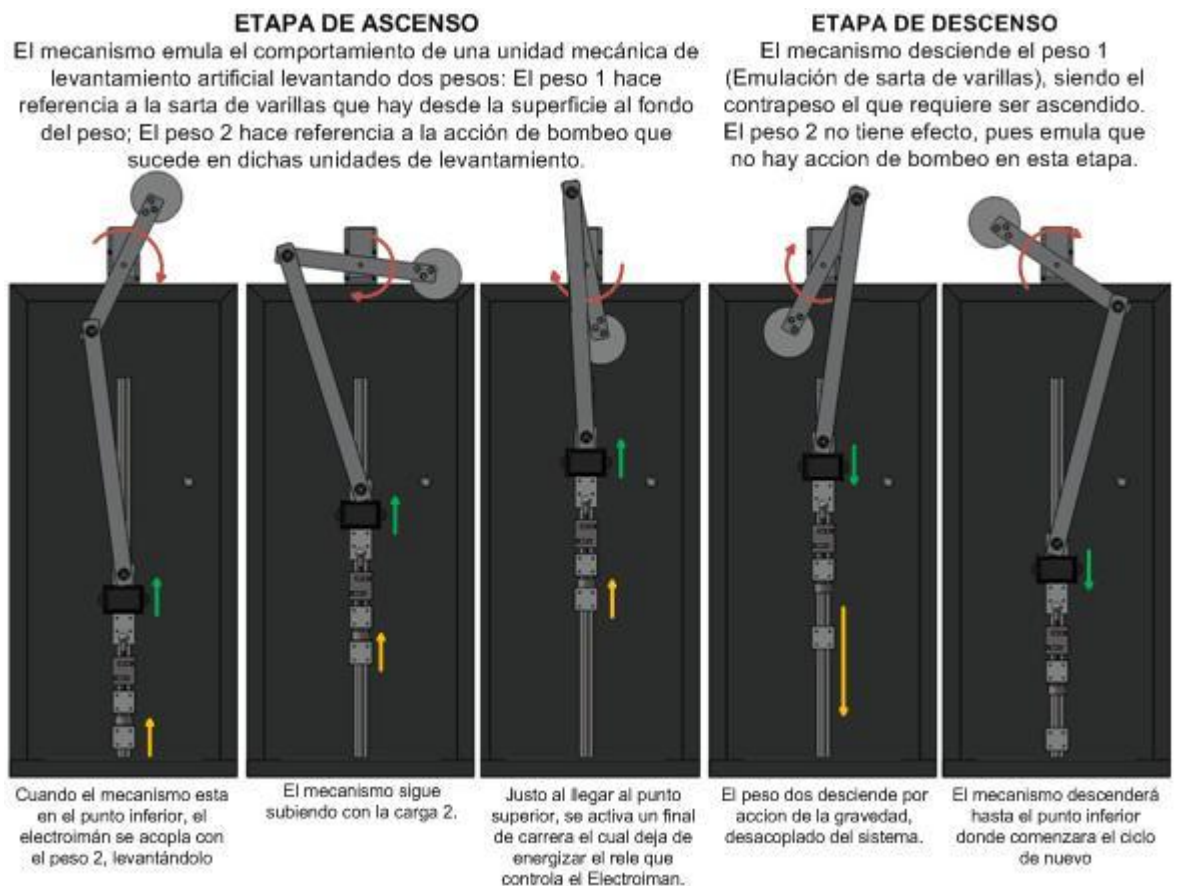 ETAPA DE ASCENSO
El mecanismo emula el comportamiento de una unidad mecánica de
levantamiento artificial levantando dos pesos: El peso 1 hace
referencia a la sarta de varillas que hay desde la superficie al fondo
del peso; El peso 2 hace referencia a la acción de bombeo que
sucede en dichas unidades de levantamiento.
ETAPA DE DESCENSO
El mecanismo desciende el peso 1
(Emulación de sarta de varillas), siendo el
contrapeso el que requiere ser ascendido.
El peso 2 no tiene efecto, pues emula que
no hay accion de bombeo en esta etapa.
Cuando el mecanismo esta
en el punto inferior, el
electroimán se acopla con
el peso 2, levantándolo
El mecanismo sigue
subiendo con la carga 2.
Justo al llegar al punto
superior, se activa un final
de carrera el cual deja de
energizar el rele que
controla el Electroiman.
El peso dos desciende por
accion de la gravedad,
desacoplado del sistema.
El mecanismo descenderá
hasta el punto inferior
donde comenzara el ciclo
de nuevo